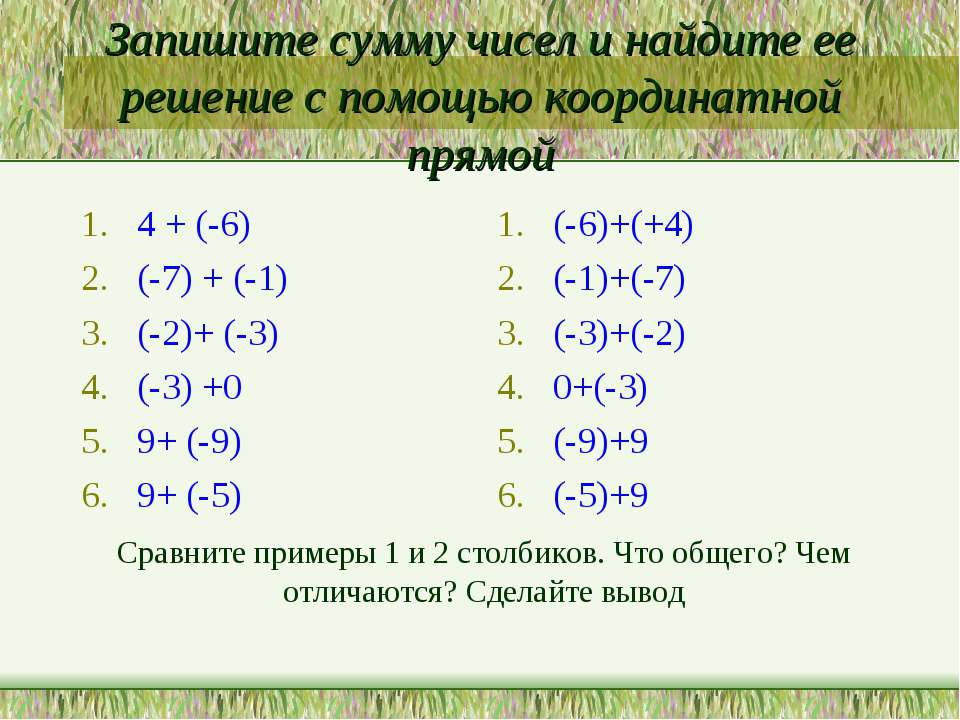 Запишите сумму чисел и найдите ее
решение с помощью координатной
прямой
1. 4 + (-6)
2. (-7) + (-1)
3. (-2)+ (-3)
4. (-3) +0
5. 9+ (-9)
6. 9+ (-5)
1. (-6)+(+4)
2. (-1)+(-7)
3. (-3)+(-2)
4. 0+(-3)
5. (-9)+9
6. (-5)+9
Сравните примеры 1 и 2 столбиков. Что общего? Чем
отличаются? Сделайте вывод